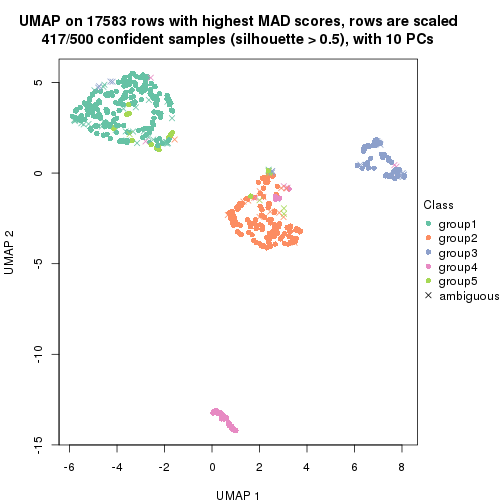 UMAP on 17583 rows with highest MAD scores, rows are scaled
417/500 confident samples (silhouette > 0.5), with 10 PCs
5
0
-5
-10
-15
UMAP 2
-6
-4
-2
0
2
4
6
8
UMAP 1
Class
group1
group2
group3
group4
group5
ambiguous